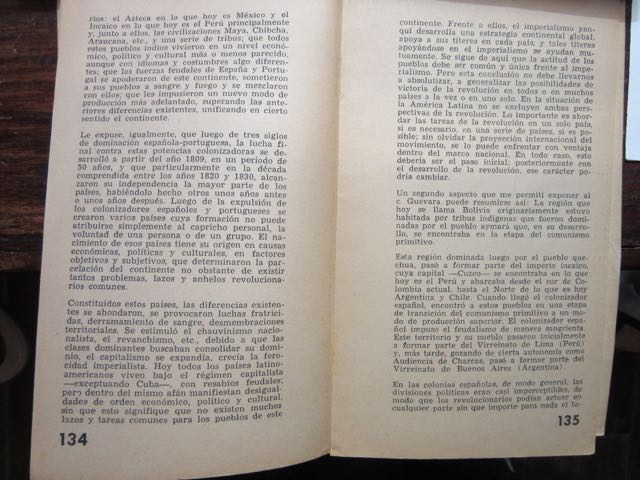 rios: el Azteca en lo que hoy es México y el
Incaico en lo que hoy es el Perú principalmente
y, junto a ellos, las civilizaciones Maya, Chibcha,
Araucana, etc., y una serie de tribus; que todos
estos pueblos indios vivieron en un nivel econó-
mico, político y cultural más o menos parecido,
aunque con idiomas y costumbres algo diferen-
tes; que las fuerzas feudales de España y Portu-
gal se apoderaron de este continente, sometieron
a sus pueblos a sangre y fuego y se mezclaron
con ellos; que les impusieron un nuevo modo de
producción más adelantado, superando las ante-
riores diferencias existentes, unificando en cierto
sentido el continente.
Le expuse, igualmente, que luego de tres siglos
de dominación española-portuguesa, la lucha fi-
nal contra estas potencias colonizadoras se de-
sarrolló a partir del año 1809, en un período de
50 años, y que particularmente en la década
comprendida entre los años 1820 y 1830, alcan-
zaron su independencia la mayor parte de los
países, habiéndolo hecho otros unos años antes
o unos años después. Luego de la expulsión de
los colonizadores españoles y portugueses se
crearon varios países cuya formación no puede
atribuirse simplemente al capricho personal, la
voluntad de una persona o de un grupo. El na-
cimiento de esos países tiene su origen en causas
económicas, políticas y culturales, en factores
objetivos y subjetivos, que determinaron la par-
celación del continente no obstante de existir
tantos problemas, lazos y anhelos revoluciona-
rios comunes.
Constituidos estos países, las diferencias existen-
tes se ahondaron, se provocaron luchas fratrici-
das, derramamiento de sangre, desmembraciones
territoriales. Se estimuló el chauvinismo nacio-
nalista, el revanchismo, etc., debido a que las
clases dominantes buscaban consolidar su domi-
nio, el capitalismo se expandía, crecía la fero-
cidad imperialista. Hoy todos los países latino-
americanos viven bajo el régimen capitalista
—exceptuando Cuba—, con resabios feudales;
pero dentro del mismo afán manifiestan desigual-
dades de orden económico, político y cultural,
sin que esto signifique que no existen muchos
lazos y tareas comunes para los pueblos de este
134
continente. Frente a ellos, el imperialismo yan-
qui desarrolla una estrategia continental global,
apoya a sus títeres en cada país, y tales títeres
apoyándose en el imperialismo se ayudan mu-
tuamente. Se sigue de aquí que la actitud de los
pueblos debe ser común y única frente al impe-
rialismo. Pero esta conclusión no debe llevarnos
a absolutizar, a generalizar las posibilidades de
victoria de la revolución en todos o en muchos
países a la vez o en uno solo. En la situación de
la América Latina no se excluyen ambas pers-
pectivas de la revolución. Lo importante es abor-
dar las tareas de la revolución en un solo país,
si es necesario, en una serie de países, si es posi-
ble; sin olvidar la proyección internacional del
movimiento, se lo puede enfrentar con ventaja
dentro del marco nacional. En todo caso, esto
debería ser el paso inicial; posteriormente con
el desarrollo de la revolución, ese carácter po-
dría cambiar.
Un segundo aspecto que me permití exponer al
c. Guevara puede resumirse así: La región que
hoy se llama Bolivia originalmente estuvo
habitada por tribus indígenas que fueron domi-
nadas por el pueblo aymará que, en su desarro-
llo, se encontraba en la etapa del comunismo
primitivo.
Esta región dominada luego por el pueblo que-
chua, pasó a formar parte del imperio incaico,
cuya capital —Cuzco— se encontraba en lo que
hoy es el Perú y abarcaba desde el sur de Co-
lombia actual, hasta el Norte de lo que es hoy
Argentina y Chile. Cuando llegó el colonizador
español, encontró a estos pueblos en una etapa
de transición del comunismo primitivo a un mo-
do de producción superior. El colonizador espa-
ñol impuso el feudalismo de manera sangrienta.
Este territorio y su pueblo pasaron inicialmente
a formar parte del Virreinato de Lima (Perú)
y, más tarde, gozando de cierta autonomía como
Audiencia de Charcas, pasó a formar parte del
Virreinato de Buenos Aires (Argentina).
En las colonias españolas, de modo general, las
divisiones políticas eran casi imperceptibles, de
modo que los revolucionarios podían actuar en
cualquier parte sin que importe para nada el lu-
135